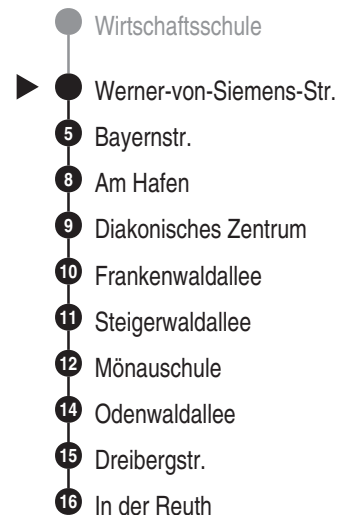 Wirtschaftsschule
Werner-von-Siemens-Str.
5 Bayernstr.
8 Am Hafen
9 Diakonisches Zentrum
10 Frankenwaldallee
11 Steigerwaldallee
12 Mönauschule
14 Odenwaldallee
15 Dreibergstr.
16 In der Reuth